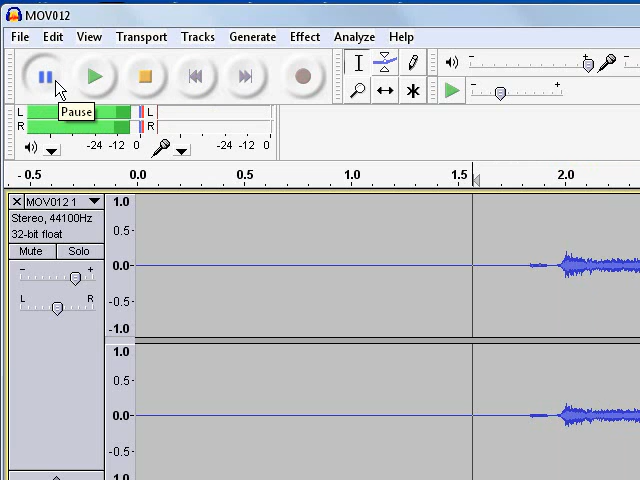 MOV012
File Edit View Transport Tracks Generate Effect Analyze Help
Pause
L L
R R
-24 -12 0 -24 -12 0
- 0.5 0.0 0.5 1.0 1.5 2.0
MOV012 1
Stereo, 44100Hz
32-bit float
Mute Solo
- +
L R
1.0
0.5-
0.0-
-0.5-
-1.0
1.0
0.5-
0.0-
-0.5-
-1.0